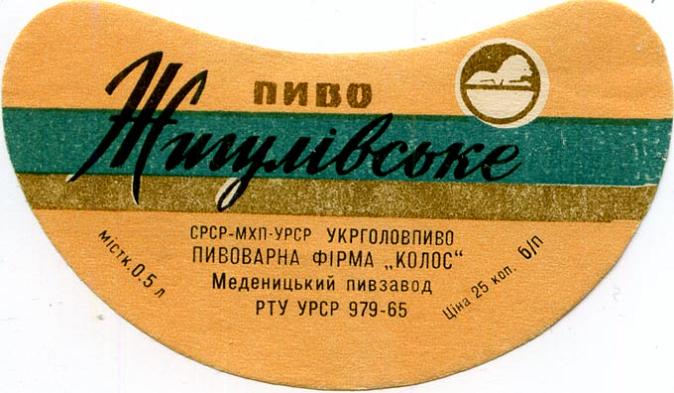 пиво
Жигулівське
СРСР-МХП-УРСР УКРГОЛОВПИВО
ПИВОВАРНА ФІРМА „КОЛОС“
Меденицький пивзавод
РТУ УРСР 979-65
містк. 0.5 л
Ціна 25 коп. б/п